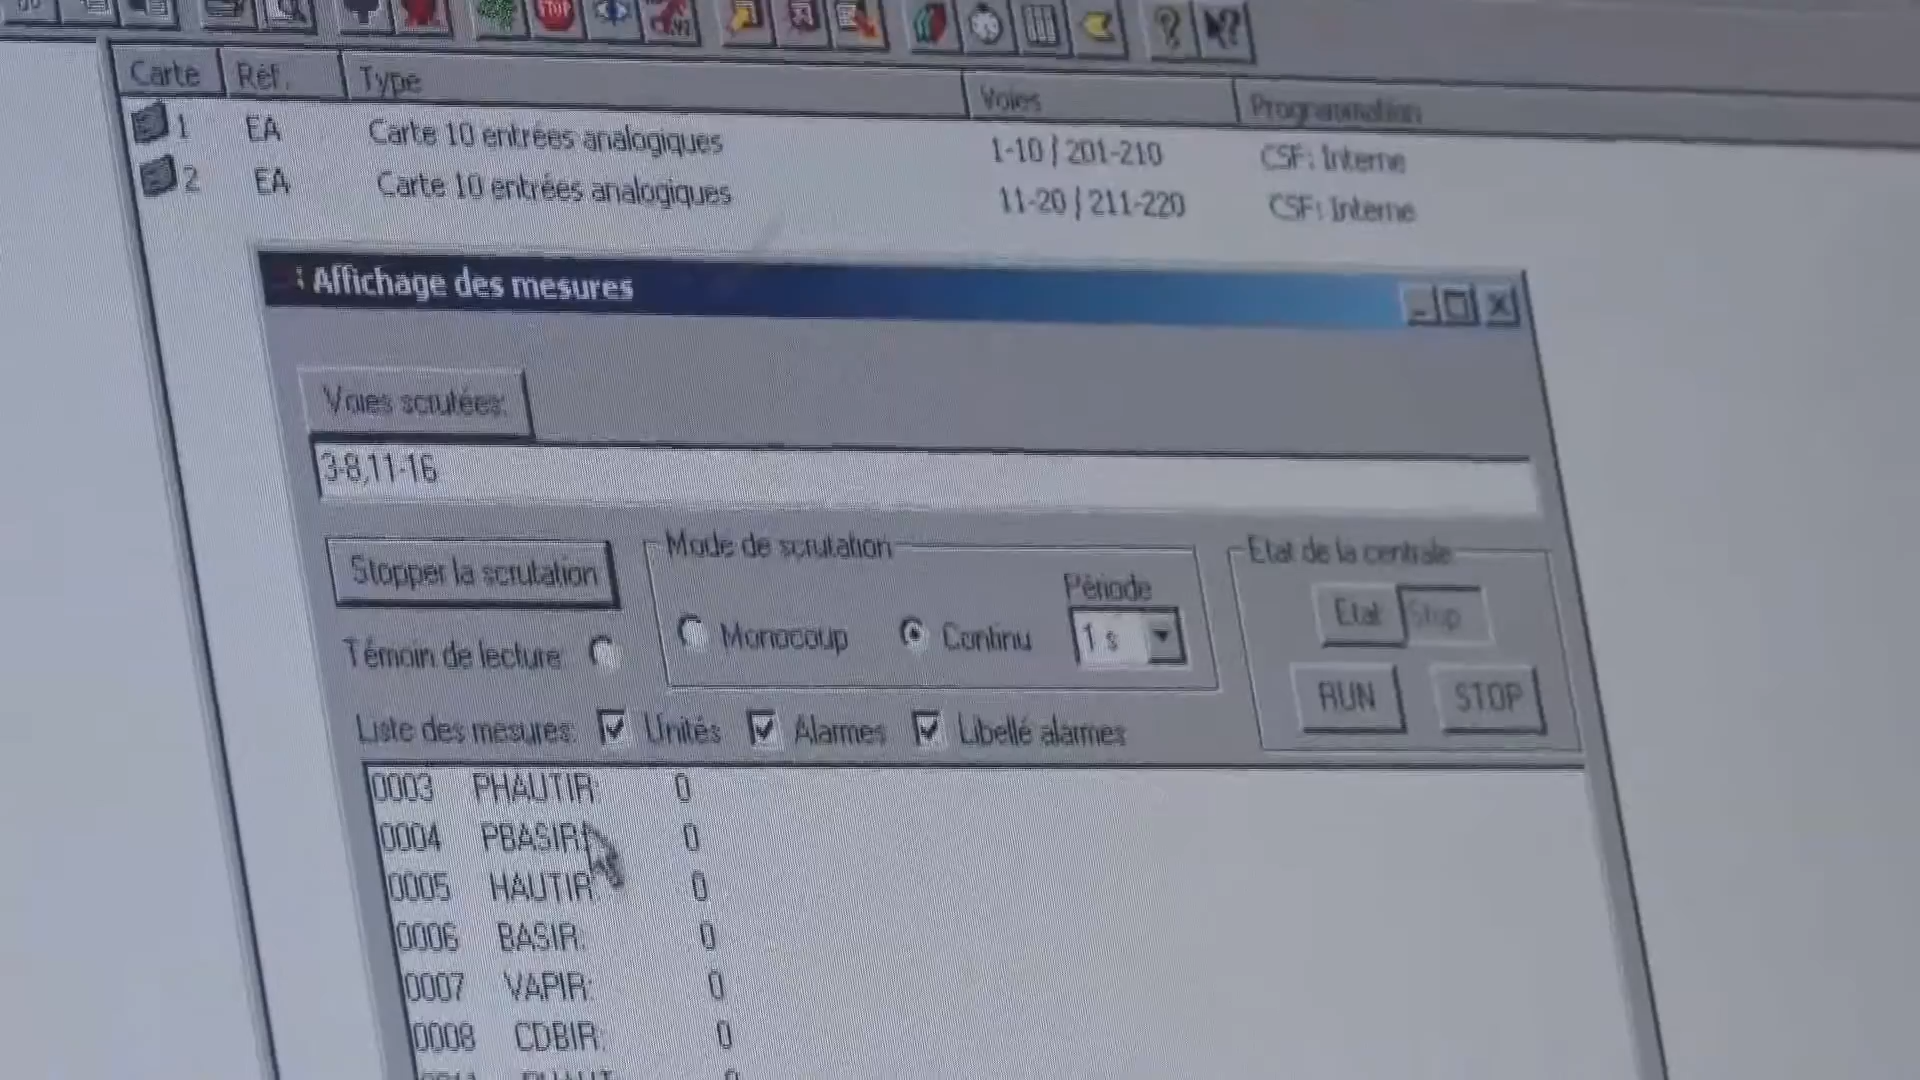 STOP
Carte Réf. Type Voies Programmation
1 EA Carte 10 entrées analogiques 1-10 | 201-210 CSF: Interne
2 EA Carte 10 entrées analogiques 11-20 | 211-220 CSF: Interne
: Affichage des mesures
Voies scrutées:
3-8,11-16
Stopper la scrutation
Témoin de lecture
Mode de scrutation
Monocoup Continu
Période
1 s
Etat de la centrale
Etat Stop
RUN STOP
Liste des mesures: Unités Alarmes Libellé alarmes
0003 PHAUTIR: 0
0004 PBASIR: 0
0005 HAUTIR 0
0006 BASIR: 0
0007 VAPIR: 0
0008 CDBIR: 0